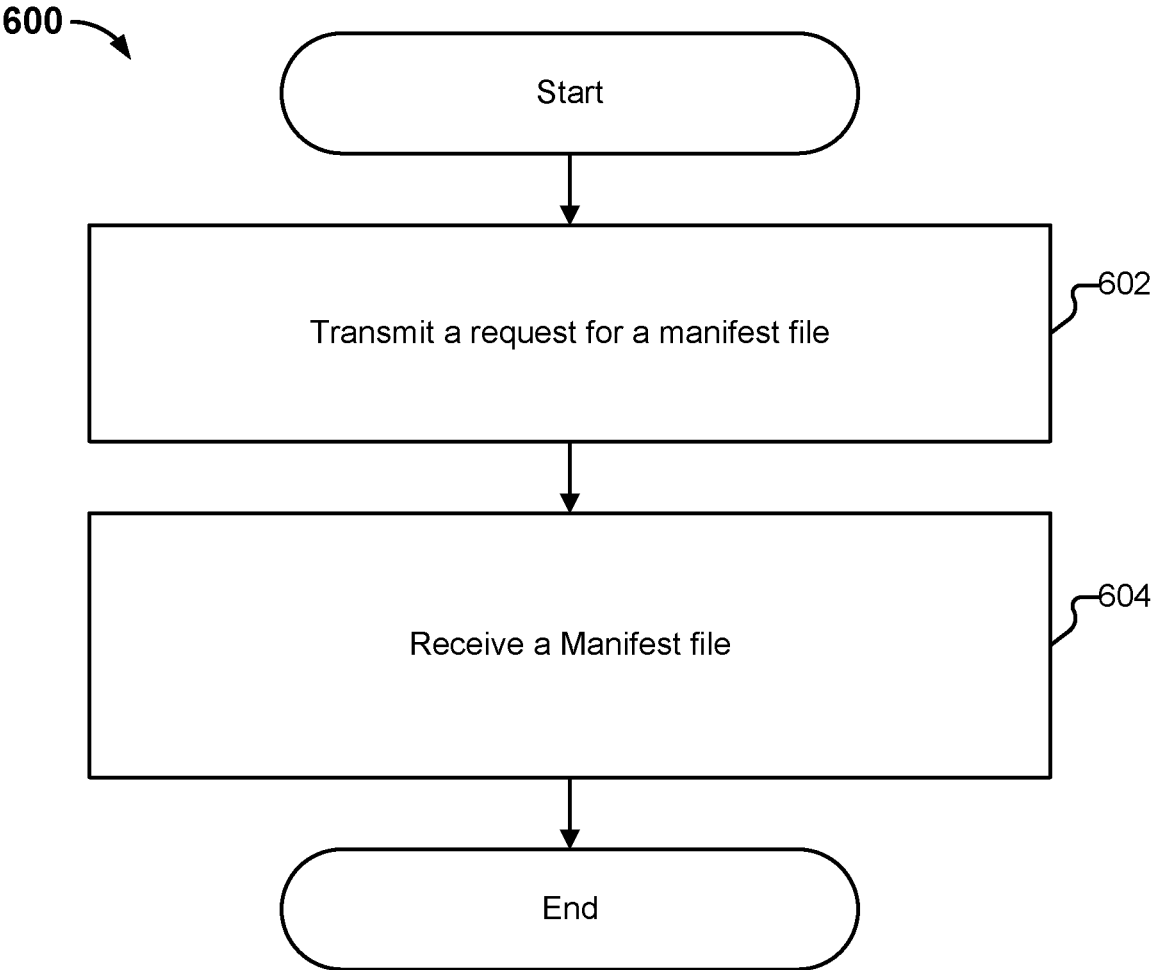 600
Start
Transmit a request for a manifest file
602
Receive a Manifest file
604
End